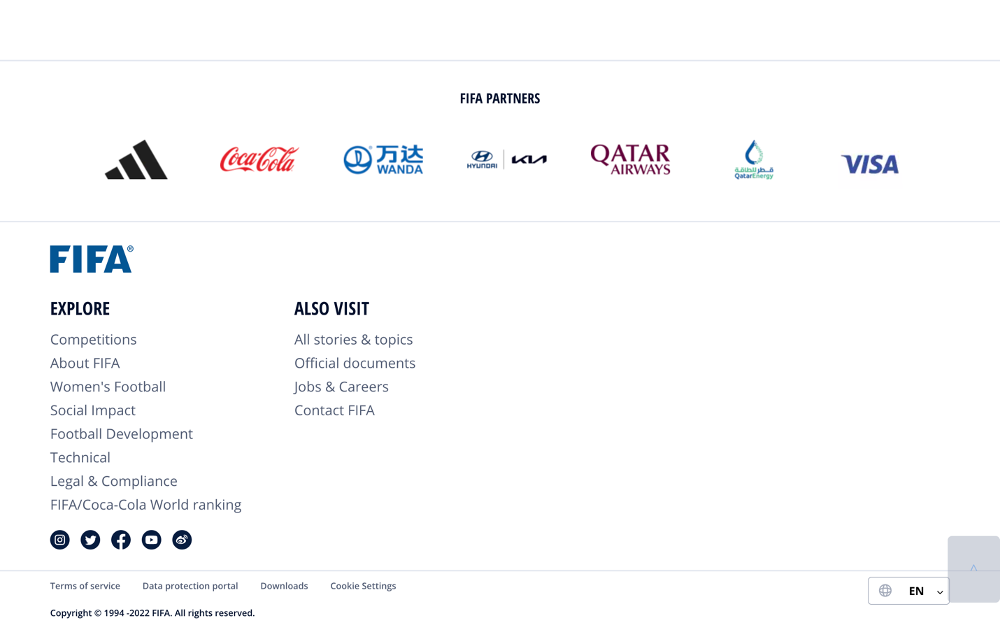 FIFA PARTNERS
Coca-Cola
万达
WANDA
HYUNDAI
KIA
QATAR
AIRWAYS
قطر للطاقة
QatarEnergy
VISA
FIFA®
EXPLORE
Competitions
About FIFA
Women's Football
Social Impact
Football Development
Technical
Legal & Compliance
FIFA/Coca-Cola World ranking
ALSO VISIT
All stories & topics
Official documents
Jobs & Careers
Contact FIFA
Terms of service Data protection portal Downloads Cookie Settings
EN
Copyright © 1994 -2022 FIFA. All rights reserved.